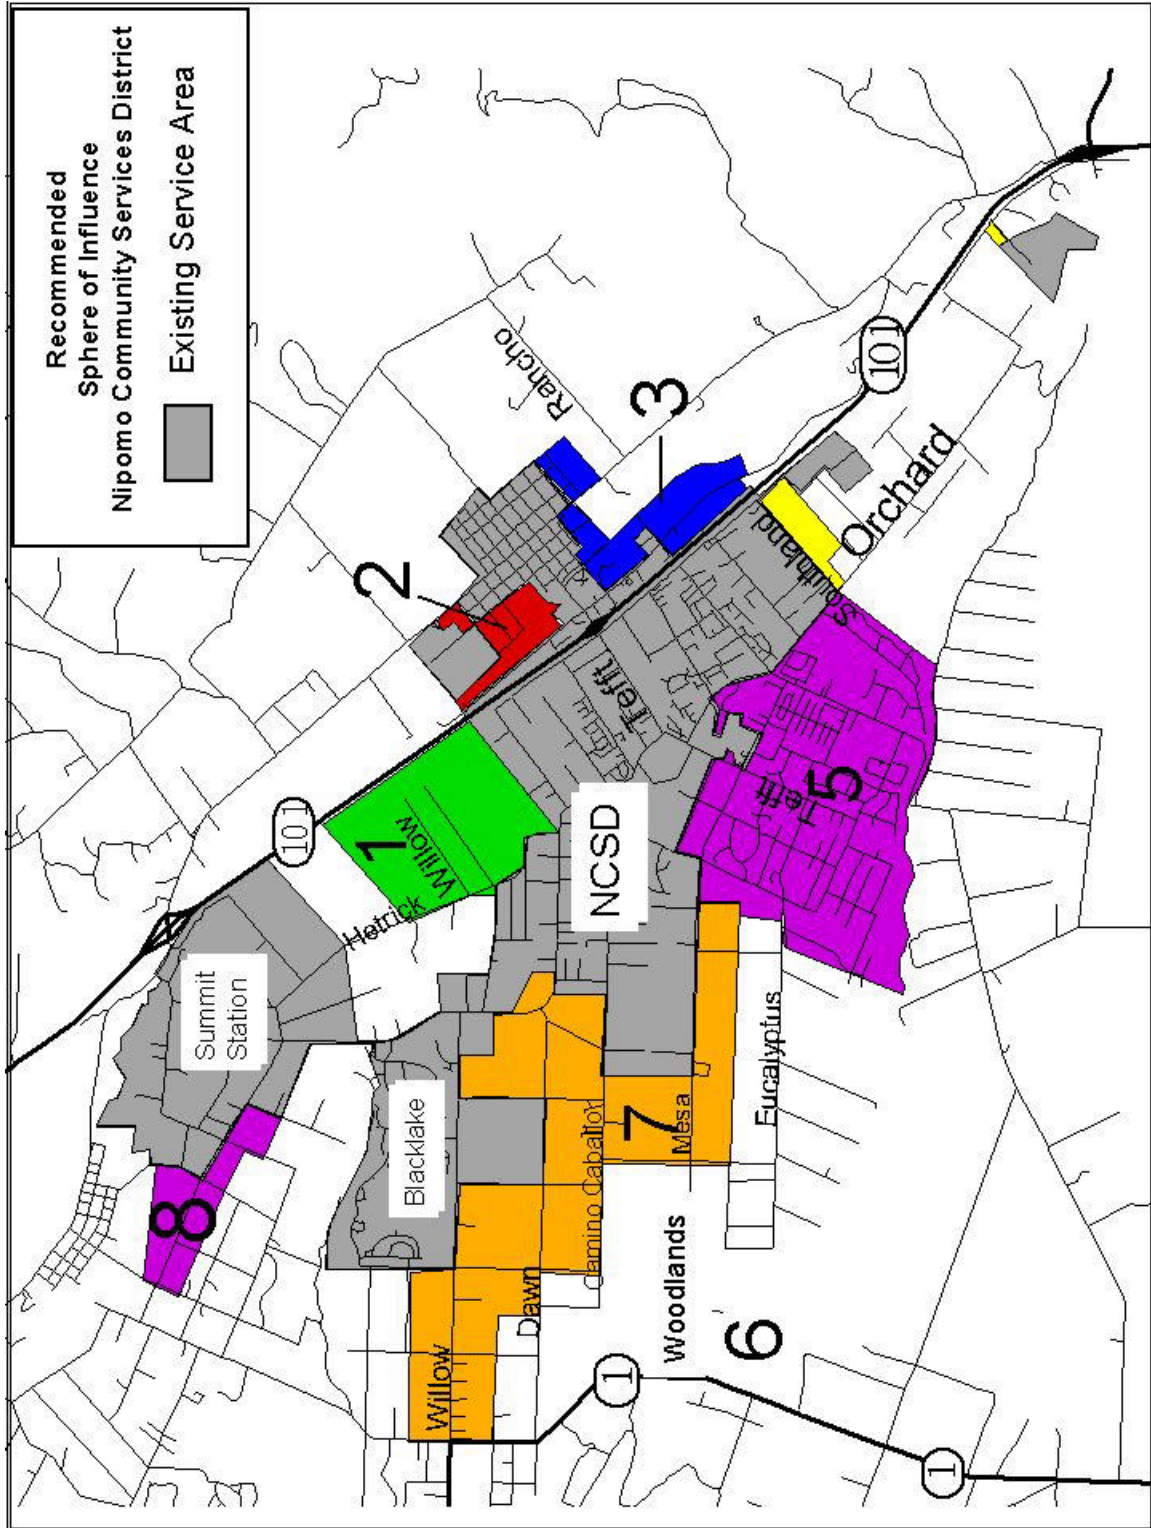 Recommended
Sphere of Influence
Nipomo Community Services District
Existing Service Area
101
Summit
Station
8
Hetrick
1
Willow
2
Rancho
3
Blacklake
NCSD
Tefft
Southland
Orchard
101
Willow
Dawn
Camino Caballo
7
Mesa
Tefft
5
Eucalyptus
1
Woodlands
6
1